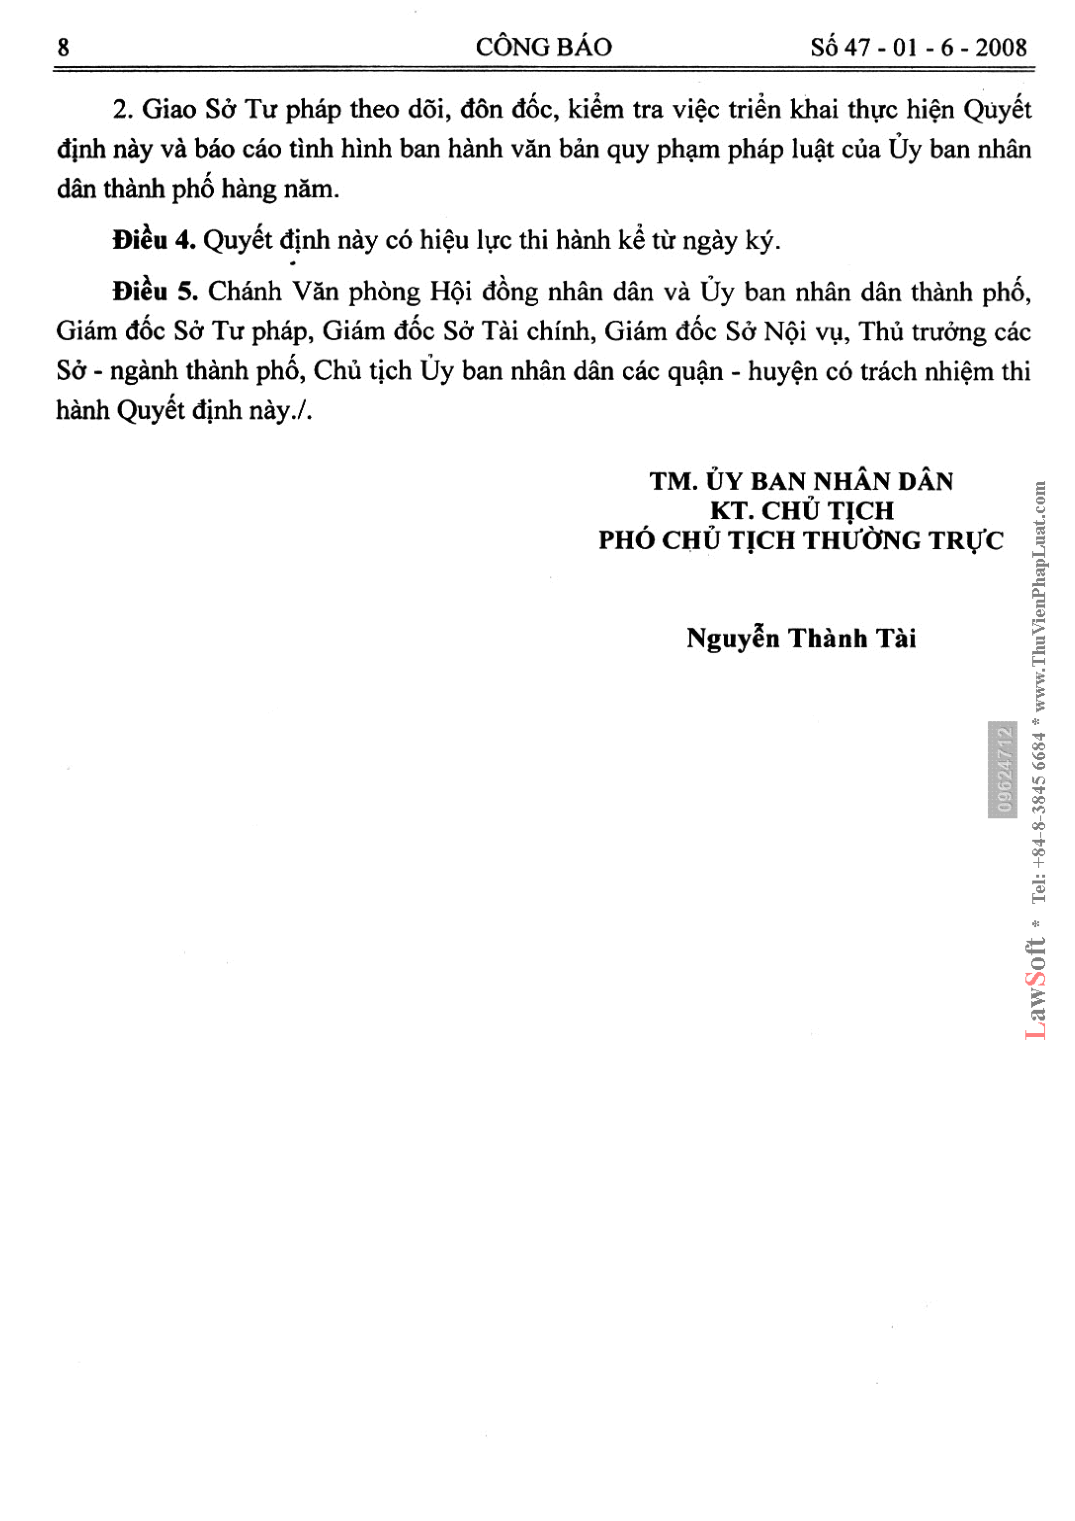 8 CÔNG BÁO Số 47 - 01 - 6 - 2008
2. Giao Sở Tư pháp theo dõi, đôn đốc, kiểm tra việc triển khai thực hiện Quyết
định này và báo cáo tình hình ban hành văn bản quy phạm pháp luật của Ủy ban nhân
dân thành phố hàng năm.
Điều 4. Quyết định này có hiệu lực thi hành kể từ ngày ký.
Điều 5. Chánh Văn phòng Hội đồng nhân dân và Ủy ban nhân dân thành phố,
Giám đốc Sở Tư pháp, Giám đốc Sở Tài chính, Giám đốc Sở Nội vụ, Thủ trưởng các
Sở - ngành thành phố, Chủ tịch Ủy ban nhân dân các quận - huyện có trách nhiệm thi
hành Quyết định này./.
TM. ỦY BAN NHÂN DÂN
KT. CHỦ TỊCH
PHÓ CHỦ TỊCH THƯỜNG TRỰC
Nguyễn Thành Tài
09624712
LawSoft * Tel: +84-8-3845 6684 * www.ThuVienPhapLuat.com